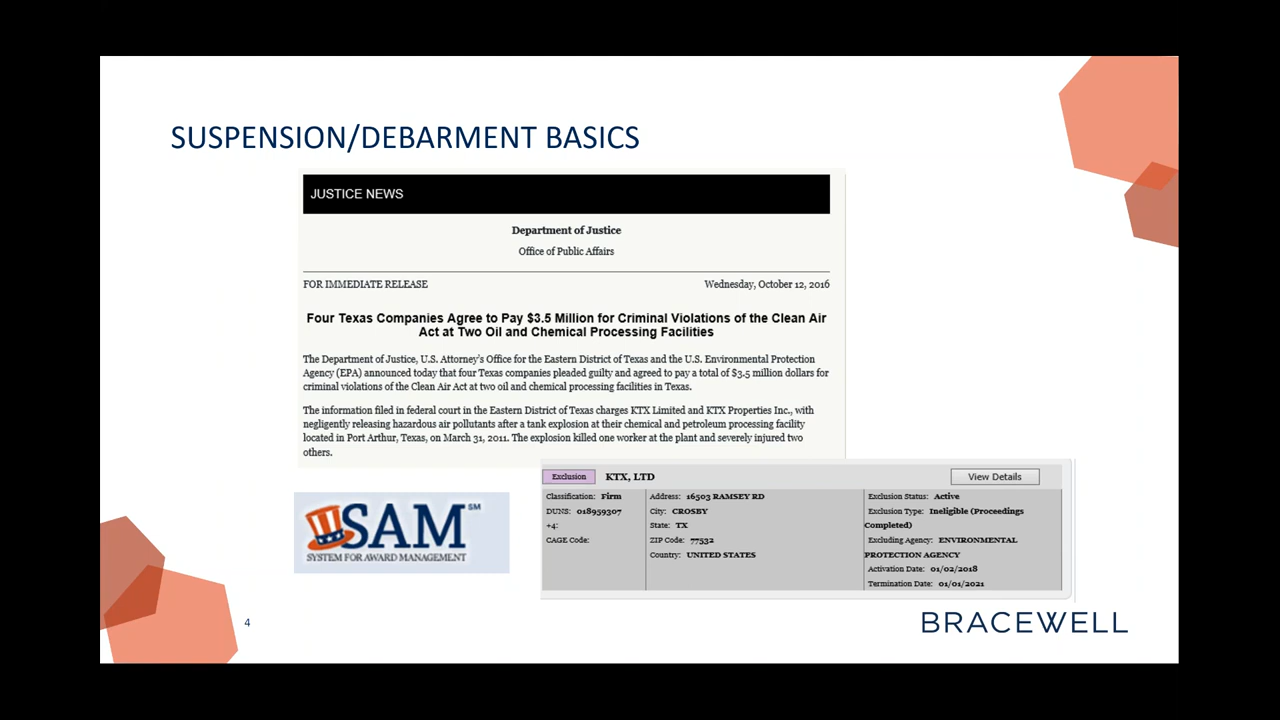 SUSPENSION/DEBARMENT BASICS
JUSTICE NEWS
Department of Justice
Office of Public Affairs
FOR IMMEDIATE RELEASE
Wednesday, October 12, 2016
Four Texas Companies Agree to Pay $3.5 Million for Criminal Violations of the Clean Air
Act at Two Oil and Chemical Processing Facilities
The Department of Justice, U.S. Attorney's Office for the Eastern District of Texas and the U.S. Environmental Protection
Agency (EPA) announced today that four Texas companies pleaded guilty and agreed to pay a total of $3.5 million dollars for
criminal violations of the Clean Air Act at two oil and chemical processing facilities in Texas.
The information filed in federal court in the Eastern District of Texas charges KTX Limited and KTX Properties Inc., with
negligently releasing hazardous air pollutants after a tank explosion at their chemical and petroleum processing facility
located in Port Arthur, Texas, on March 31, 2011. The explosion killed one worker at the plant and severely injured two
others.
Exclusion
KTX, LTD
View Details
Classification: Firm
DUNS: 018959307
+4:
CAGE Code:
Address: 16503 RAMSEY RD
City: CROSBY
State: TX
ZIP Code: 77532
Country: UNITED STATES
Exclusion Status: Active
Exclusion Type: Ineligible (Proceedings
Completed)
Excluding Agency: ENVIRONMENTAL
PROTECTION AGENCY
Activation Date: 01/02/2018
Termination Date: 01/01/2021
SAM SM
SYSTEM FOR AWARD MANAGEMENT
4
BRACEWELL